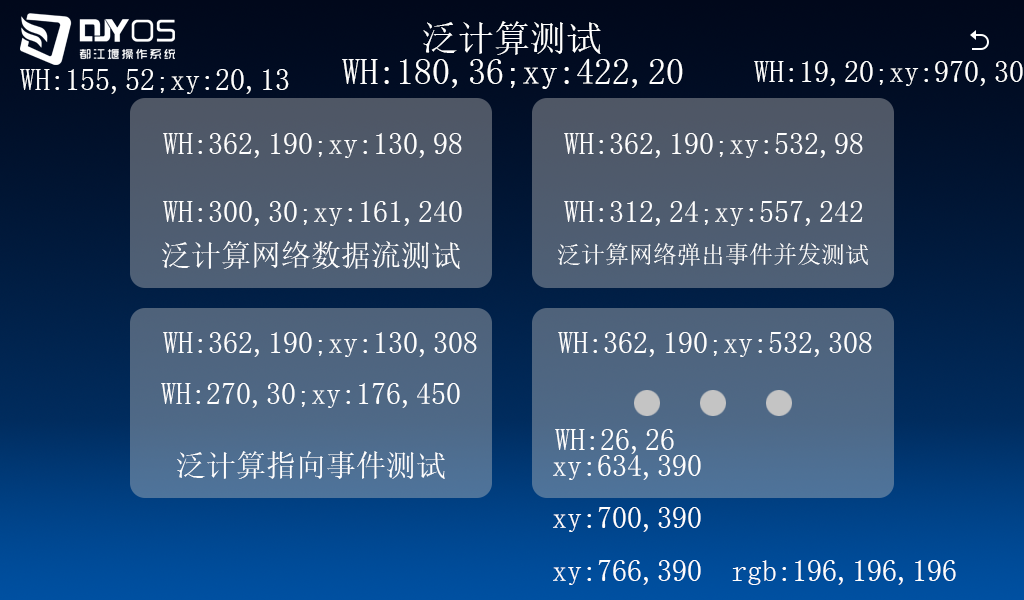 DJYOS
都江堰操作系统
WH:155,52;xy:20,13
泛计算测试
WH:180,36;xy:422,20
WH:19,20;xy:970,30
WH:362,190;xy:130,98
WH:300,30;xy:161,240
泛计算网络数据流测试
WH:362,190;xy:532,98
WH:312,24;xy:557,242
泛计算网络弹出事件并发测试
WH:362,190;xy:130,308
WH:270,30;xy:176,450
泛计算指向事件测试
WH:362,190;xy:532,308
WH:26,26
xy:634,390
xy:700,390
xy:766,390 rgb:196,196,196